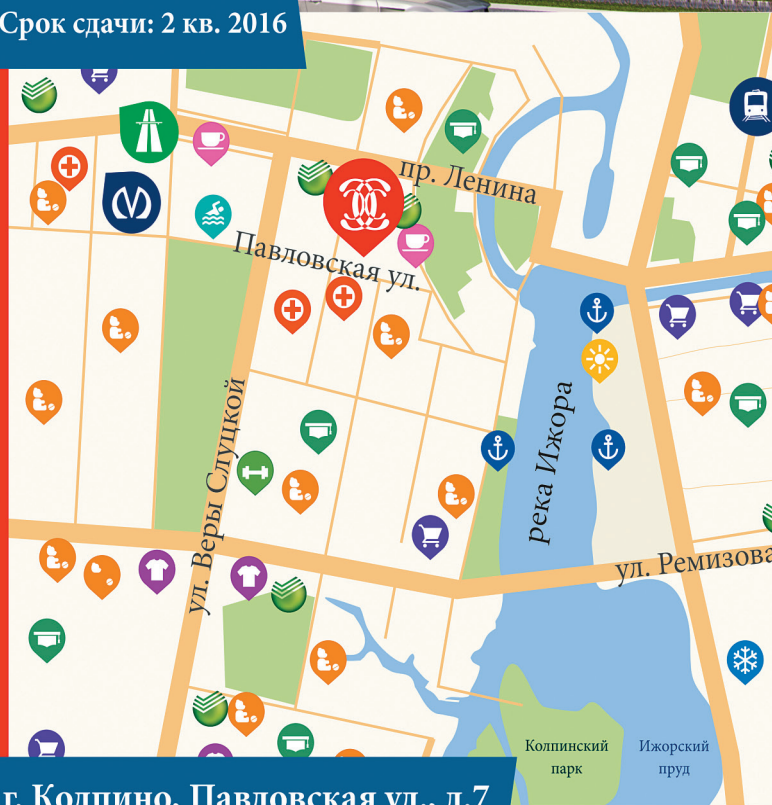 Срок сдачи: 2 кв. 2016
пр. Ленина
Павловская ул.
ул. Веры Слуцкой
река Ижора
ул. Ремизова
Колпинский
парк
Ижорский
пруд
г. Колпино, Павловская ул., д.7